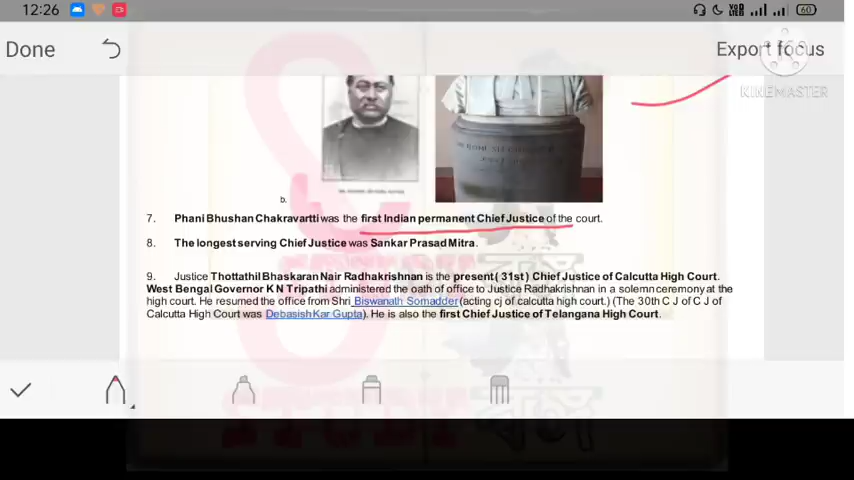 12:26
60
Done
Export focus
KINEMASTER
b.
7. Phani Bhushan Chakravartti was the first Indian permanent Chief Justice of the court.
8. The longest serving Chief Justice was Sankar Prasad Mitra.
9. Justice Thottathil Bhaskaran Nair Radhakrishnan is the present( 31st) Chief Justice of Calcutta High Court.
West Bengal Governor K N Tripathi administered the oath of office to Justice Radhakrishnan in a solemn ceremony at the
high court. He resumed the office from Shri Biswanath Somadder(acting cj of calcutta high court.) (The 30th C J of C J of
Calcutta High Court was Debasish Kar Gupta). He is also the first Chief Justice of Telangana High Court.
STUDY